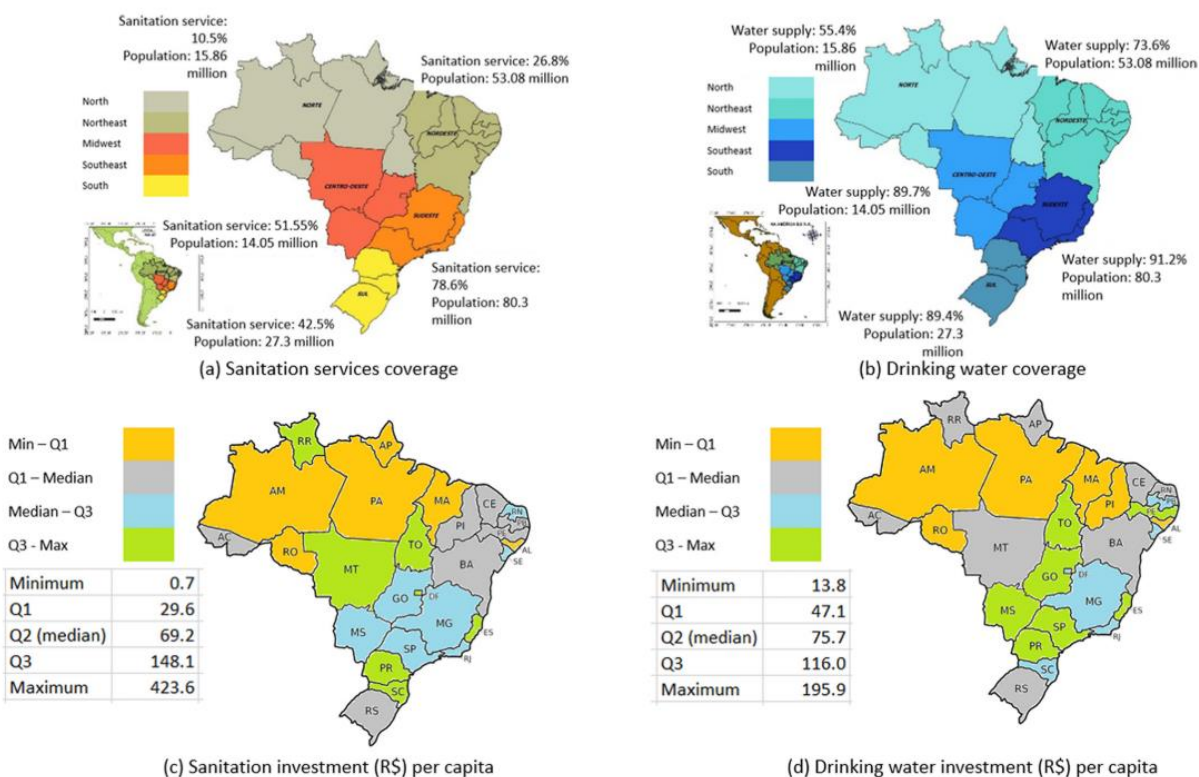 Sanitation service:
10.5%
Population: 15.86
million
Sanitation service: 26.8%
Population: 53.08 million
North
Northeast
Midwest
Southeast
South
NORTE
NORDESTE
CENTRO-OESTE
SUDESTE
SUL
Sanitation service: 51.55%
Population: 14.05 million
Sanitation service:
78.6%
Population: 80.3
million
Sanitation service: 42.5%
Population: 27.3 million
(a) Sanitation services coverage
Water supply: 55.4%
Population: 15.86
million
Water supply: 73.6%
Population: 53.08 million
North
Northeast
Midwest
Southeast
South
NORTE
NORDESTE
CENTRO-OESTE
SUDESTE
SUL
Water supply: 89.7%
Population: 14.05 million
Water supply: 91.2%
Population: 80.3
million
Water supply: 89.4%
Population: 27.3
million
(b) Drinking water coverage
Min – Q1
Q1 – Median
Median – Q3
Q3 - Max
Minimum 0.7
Q1 29.6
Q2 (median) 69.2
Q3 148.1
Maximum 423.6
RR
AP
AM
PA
MA
CE
RN
PI
AC
RO
TO
AL
SE
MT
BA
GO
DF
MG
ES
MS
SP
RJ
PR
SC
RS
(c) Sanitation investment (R$) per capita
Min – Q1
Q1 – Median
Median – Q3
Q3 - Max
Minimum 13.8
Q1 47.1
Q2 (median) 75.7
Q3 116.0
Maximum 195.9
RR
AP
AM
PA
MA
CE
RN
PI
AC
RO
TO
AL
SE
MT
BA
GO
DF
MG
ES
MS
SP
RJ
PR
SC
RS
(d) Drinking water investment (R$) per capita